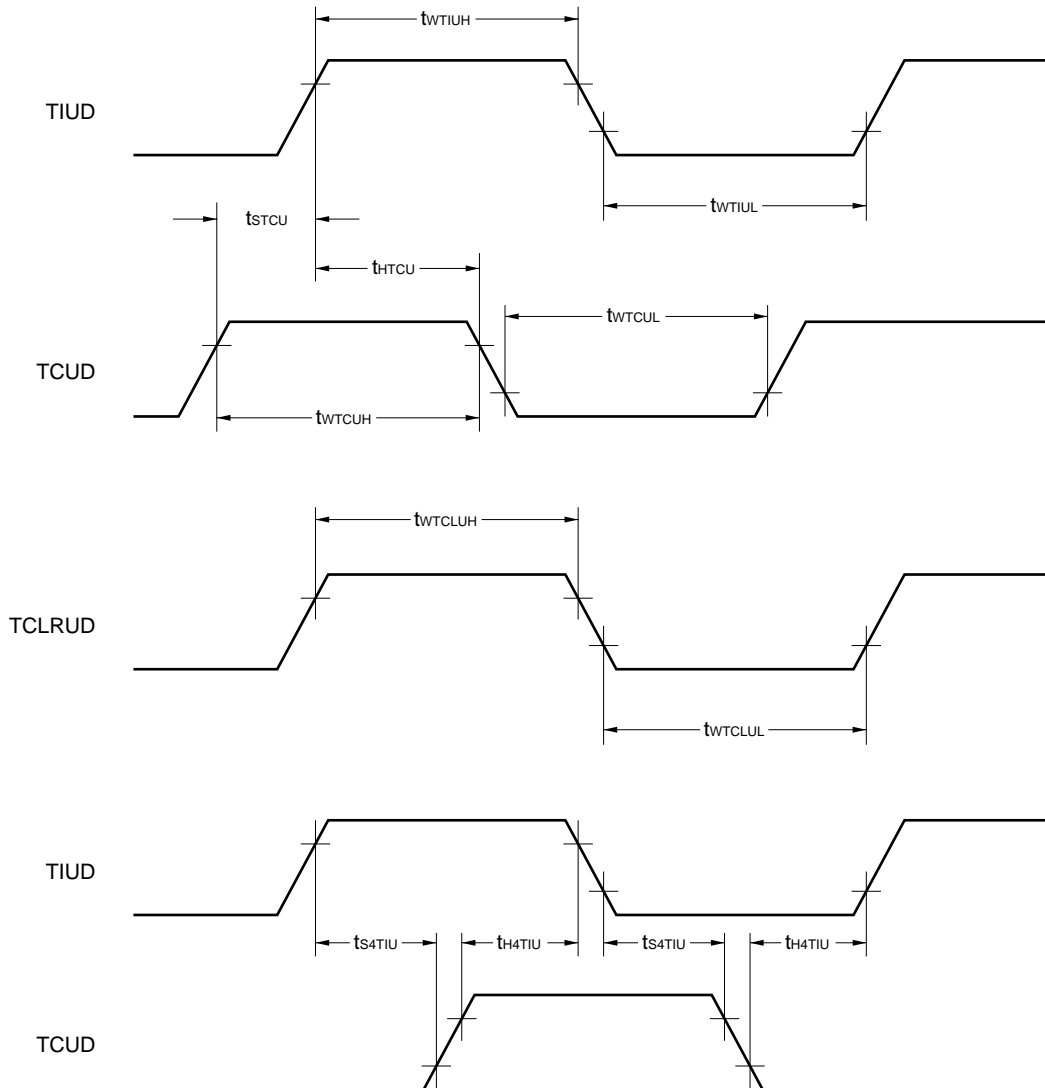 tWTIUH
TIUD
tSTCU
tWTIUL
tHTCU
tWTCUL
TCUD
tWTCUH
tWTCLUH
TCLRUD
tWTCLUL
TIUD
tS4TIU tH4TIU tS4TIU tH4TIU
TCUD